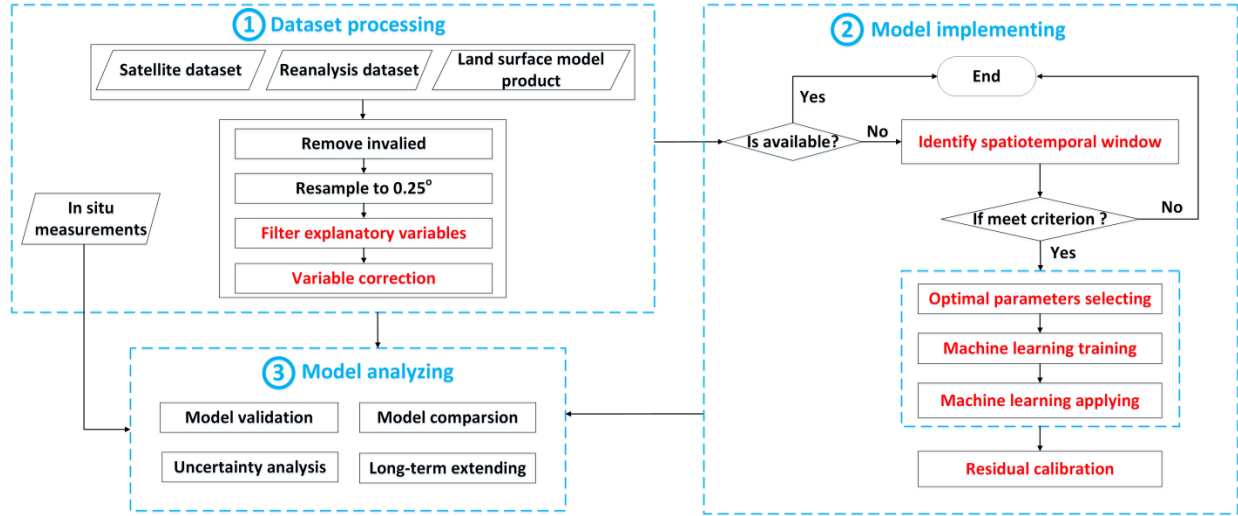 1 Dataset processing
Satellite dataset
Reanalysis dataset
Land surface model
product
Remove invalied
Resample to 0.25°
Filter explanatory variables
Variable correction
In situ
measurements
2 Model implementing
End
Yes
Is available?
No
Identify spatiotemporal window
If meet criterion ?
No
Yes
Optimal parameters selecting
Machine learning training
Machine learning applying
Residual calibration
3 Model analyzing
Model validation
Model comparsion
Uncertainty analysis
Long-term extending